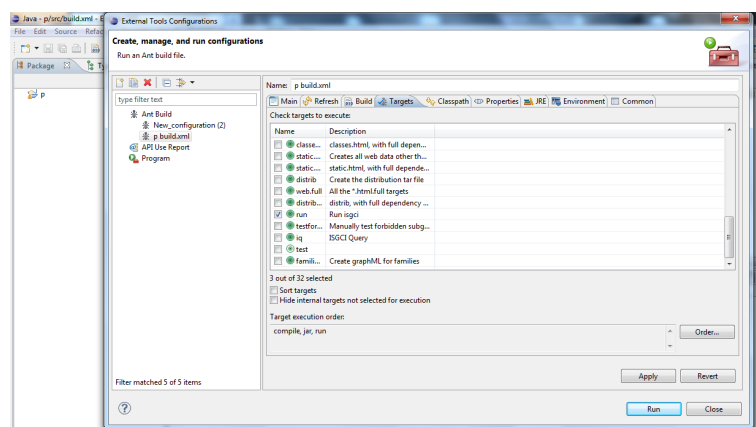 Java - p/src/build.xml - E
File Edit Source Refac
Package
Ty
p
External Tools Configurations
Create, manage, and run configurations
Run an Ant build file.
type filter text
Ant Build
New_configuration (2)
p build.xml
API Use Report
Program
Filter matched 5 of 5 items
Name: p build.xml
Main Refresh Build Targets Classpath Properties JRE Environment Common
Check targets to execute:
Name Description
classe... classes.html, with full depen...
static.... Creates all web data other th...
static.... static.html, with full depende...
distrib Create the distribution tar file
web.full All the *.html.full targets
distrib... distrib, with full dependency ...
run Run isgci
testfor... Manually test forbidden subg...
iq ISGCI Query
test
famili... Create graphML for families
3 out of 32 selected
Sort targets
Hide internal targets not selected for execution
Target execution order:
compile, jar, run
Order...
Apply Revert
Run Close